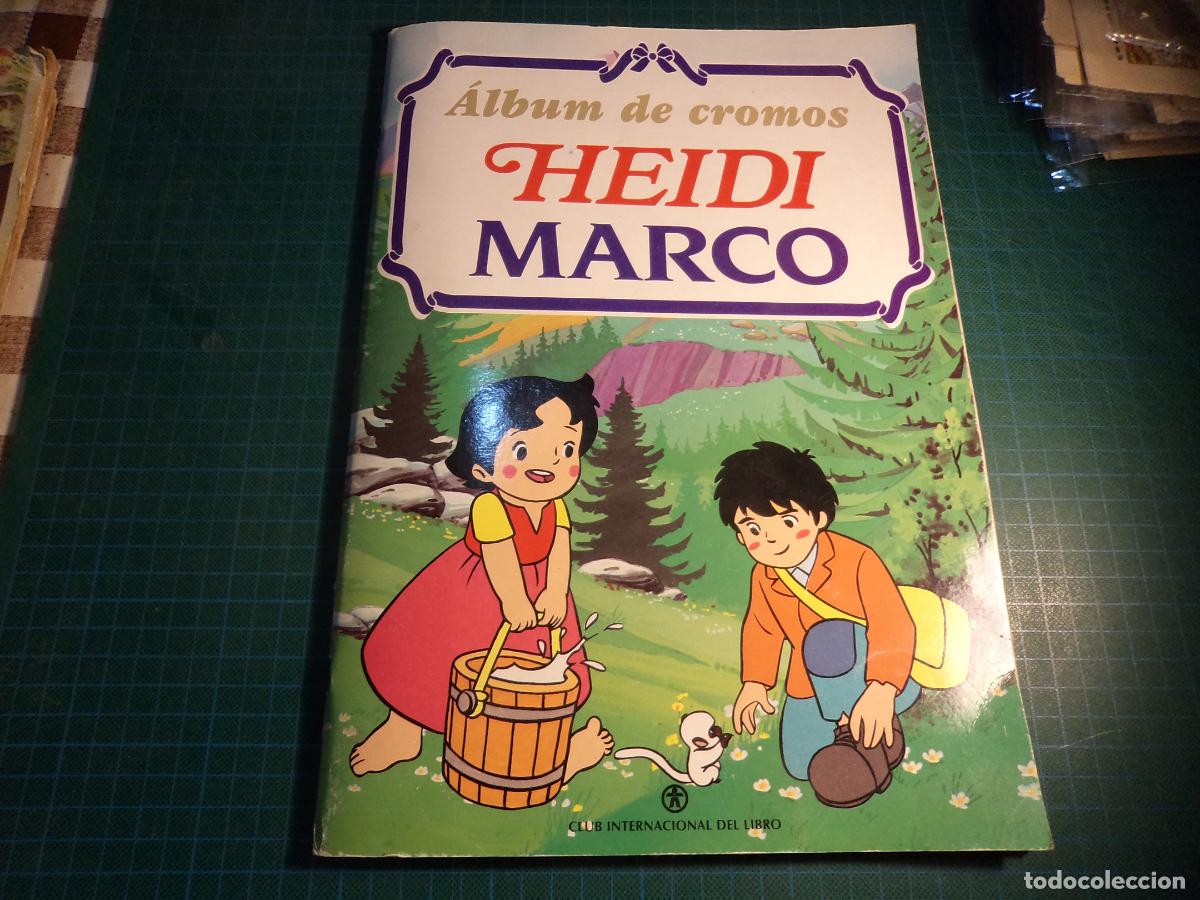 Álbum de cromos
HEIDI
MARCO
CLUB INTERNACIONAL DEL LIBRO
todocoleccion